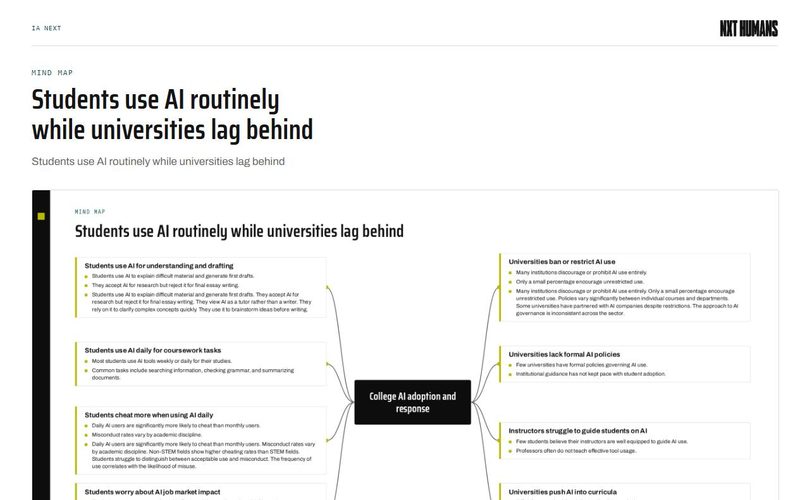 IA NEXT
NXT HUMANS
MIND MAP
Students use AI routinely
while universities lag behind
Students use AI routinely while universities lag behind
MIND MAP
Students use AI routinely while universities lag behind
Students use AI for understanding and drafting
Students use AI to explain difficult material and generate first drafts.
They accept AI for research but reject it for final essay writing.
Students use AI to explain difficult material and generate first drafts. They accept AI for
research but reject it for final essay writing. They view AI as a tutor rather than a writer. They
rely on it to clarify complex concepts quickly. They use it to brainstorm ideas before writing.
Students use AI daily for coursework tasks
Most students use AI tools weekly or daily for their studies.
Common tasks include searching information, checking grammar, and summarizing
documents.
Students cheat more when using AI daily
Daily AI users are significantly more likely to cheat than monthly users.
Misconduct rates vary by academic discipline.
Daily AI users are significantly more likely to cheat than monthly users. Misconduct rates vary
by academic discipline. Non-STEM fields show higher cheating rates than STEM fields.
Students struggle to distinguish between acceptable use and misconduct. The frequency of
use correlates with the likelihood of misuse.
Students worry about AI job market impact
College AI adoption and
response
Universities ban or restrict AI use
Many institutions discourage or prohibit AI use entirely.
Only a small percentage encourage unrestricted use.
Many institutions discourage or prohibit AI use entirely. Only a small percentage encourage
unrestricted use. Policies vary significantly between individual courses and departments.
Some universities have partnered with AI companies despite restrictions. The approach to AI
governance is inconsistent across the sector.
Universities lack formal AI policies
Few universities have formal policies governing AI use.
Institutional guidance has not kept pace with student adoption.
Instructors struggle to guide students on AI
Few students believe their instructors are well equipped to guide AI use.
Professors often do not teach effective tool usage.
Universities push AI into curricula